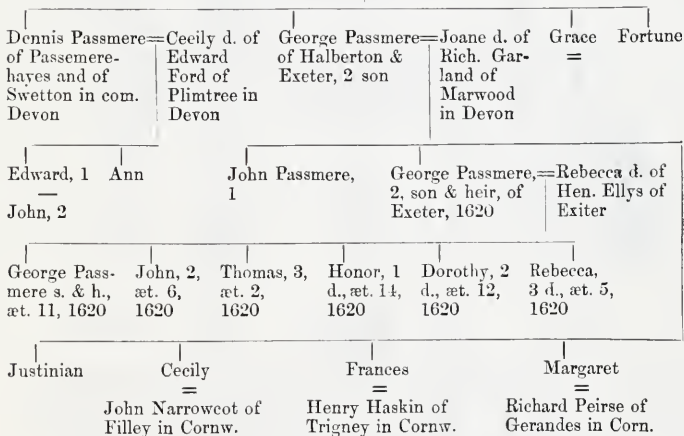 Dennis Passmere= Cecily d. of George Passmere= Joane d. of Grace Fortune
of Passemere- Edward of Halberton & Rich. Gar- =
hayes and of Ford of Exeter, 2 son land of
Swetton in com. Plimtree in Marwood
Devon Devon in Devon
Edward, 1 Ann John Passmere, George Passmere,= Rebecca d. of
— 1 2, son & heir, of Hen. Ellys of
John, 2 Exeter, 1620 Exiter
George Pass- John, 2, Thomas, 3, Honor, 1 Dorothy, 2 Rebecca,
mere s. & h., æt. 6, æt. 2, d., æt. 14, d., æt. 12, 3 d., æt. 5,
æt. 11, 1620 1620 1620 1620 1620 1620
Justinian Cecily Frances Margaret
= = =
John Narrowcot of Henry Haskin of Richard Peirse of
Filley in Cornw. Trigney in Cornw. Gerandes in Corn.